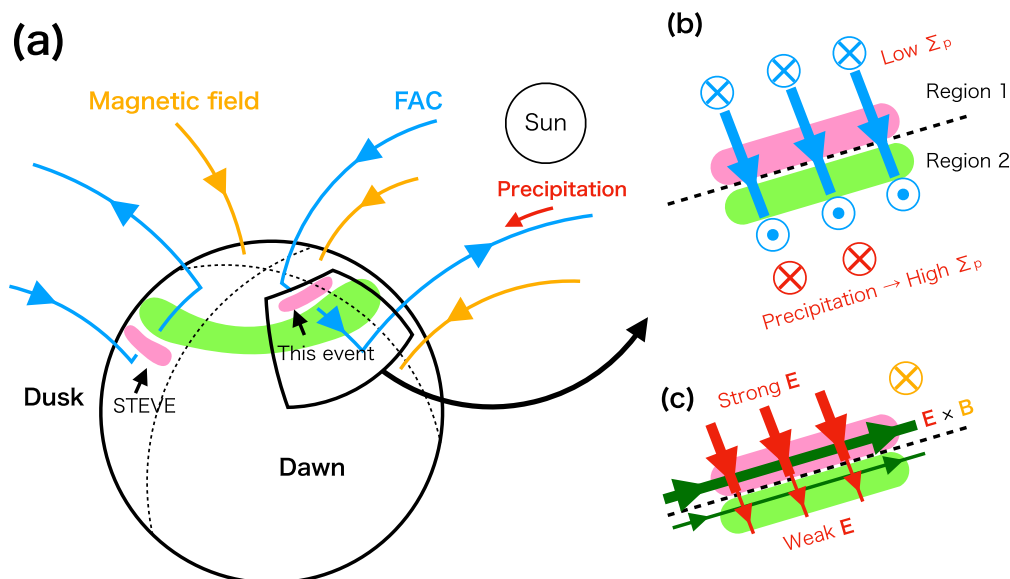 (a)
Magnetic field
FAC
Sun
Precipitation
This event
Dusk
STEVE
Dawn
(b)
Low Σₚ
Region 1
Region 2
Precipitation → High Σₚ
(c)
Strong E
E × B
Weak E